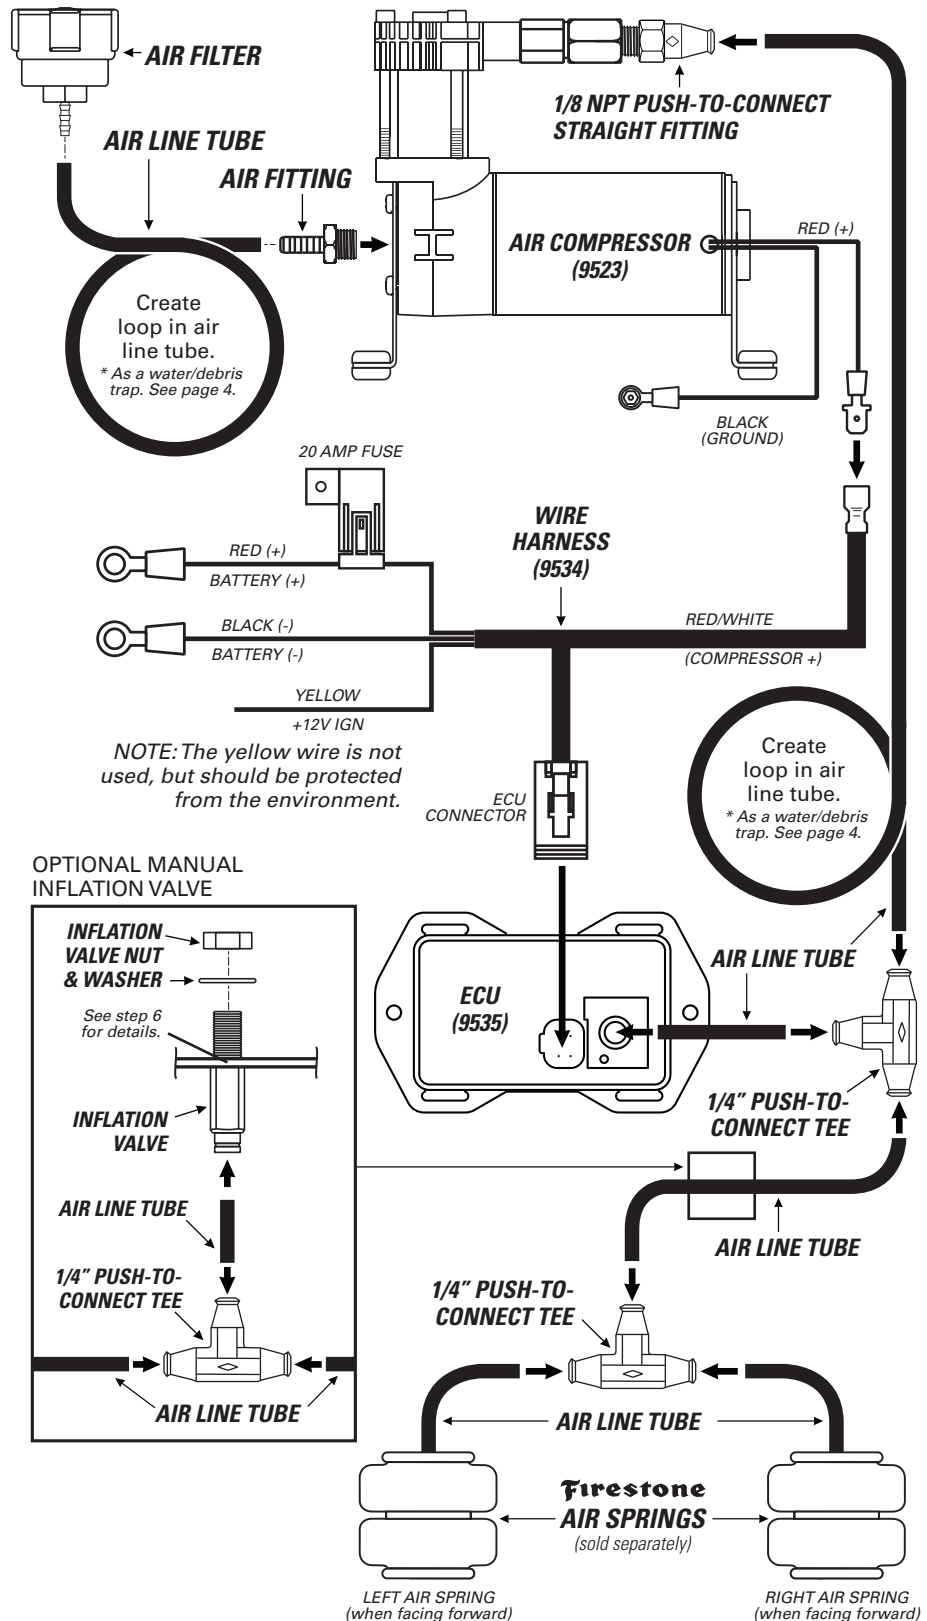 AIR FILTER
1/8 NPT PUSH-TO-CONNECT
STRAIGHT FITTING
AIR LINE TUBE
AIR FITTING
AIR COMPRESSOR
(9523)
RED (+)
Create
loop in air
line tube.
* As a water/debris
trap. See page 4.
BLACK
(GROUND)
20 AMP FUSE
WIRE
HARNESS
(9534)
RED (+)
BATTERY (+)
BLACK (-)
BATTERY (-)
RED/WHITE
(COMPRESSOR +)
YELLOW
+12V IGN
NOTE: The yellow wire is not
used, but should be protected
from the environment.
ECU
CONNECTOR
Create
loop in air
line tube.
* As a water/debris
trap. See page 4.
OPTIONAL MANUAL
INFLATION VALVE
INFLATION
VALVE NUT
& WASHER
See step 6
for details.
INFLATION
VALVE
AIR LINE TUBE
1/4" PUSH-TO-
CONNECT TEE
AIR LINE TUBE
ECU
(9535)
AIR LINE TUBE
1/4" PUSH-TO-
CONNECT TEE
AIR LINE TUBE
1/4" PUSH-TO-
CONNECT TEE
AIR LINE TUBE
Firestone
AIR SPRINGS
(sold separately)
LEFT AIR SPRING
(when facing forward)
RIGHT AIR SPRING
(when facing forward)